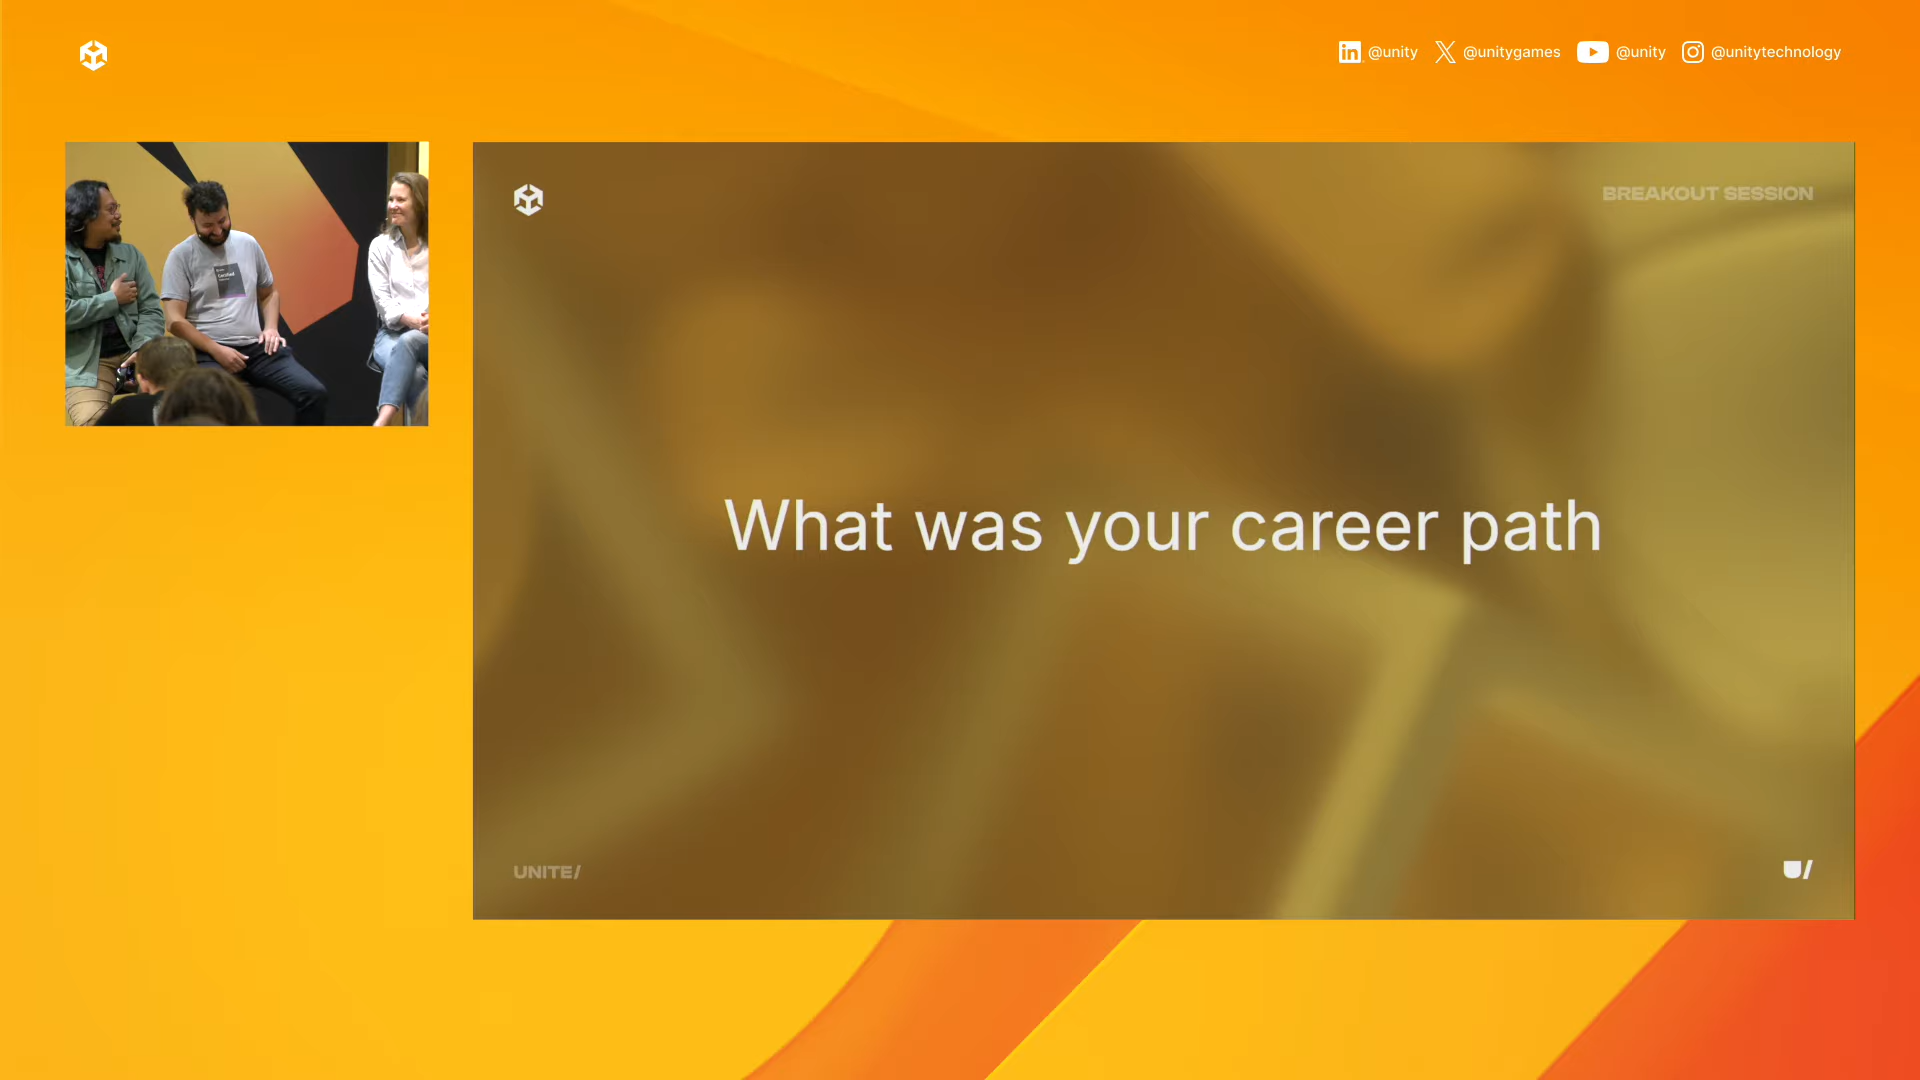 @unity
@unitygames
@unity
@unitytechnology
BREAKOUT SESSION
What was your career path
UNITE/
U/